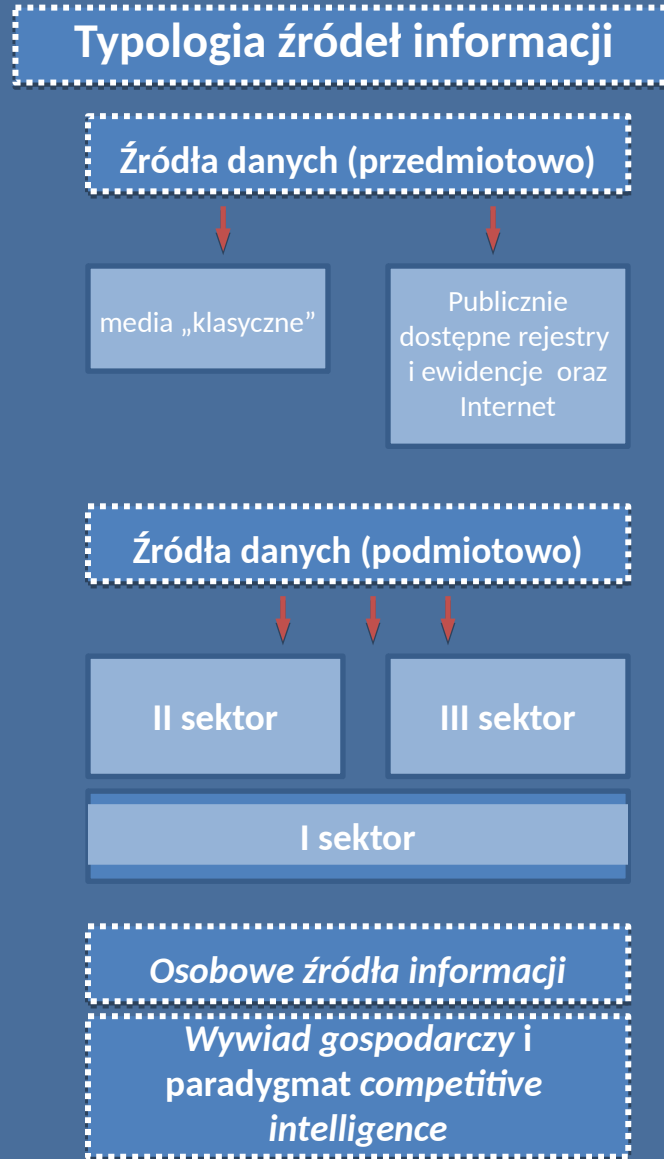 Typologia źródeł informacji
Źródła danych (przedmiotowo)
media „klasyczne”
Publicznie
dostępne rejestry
i ewidencje  oraz
Internet
Źródła danych (podmiotowo)
II sektor
III sektor
I sektor
Osobowe źródła informacji
Wywiad gospodarczy i
paradygmat competitive
intelligence